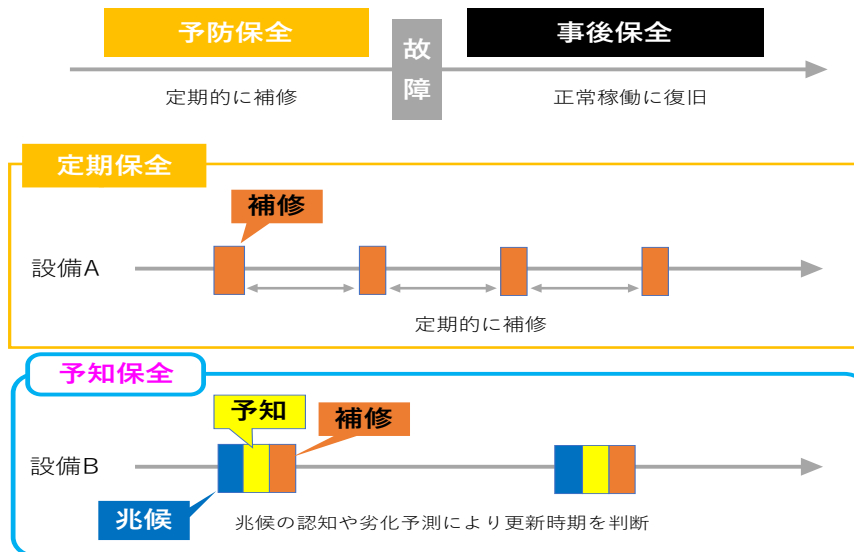 予防保全
故障
事後保全
定期的に補修
正常稼働に復旧
定期保全
補修
設備A
定期的に補修
予知保全
予知
補修
設備B
兆候
兆候の認知や劣化予測により更新時期を判断